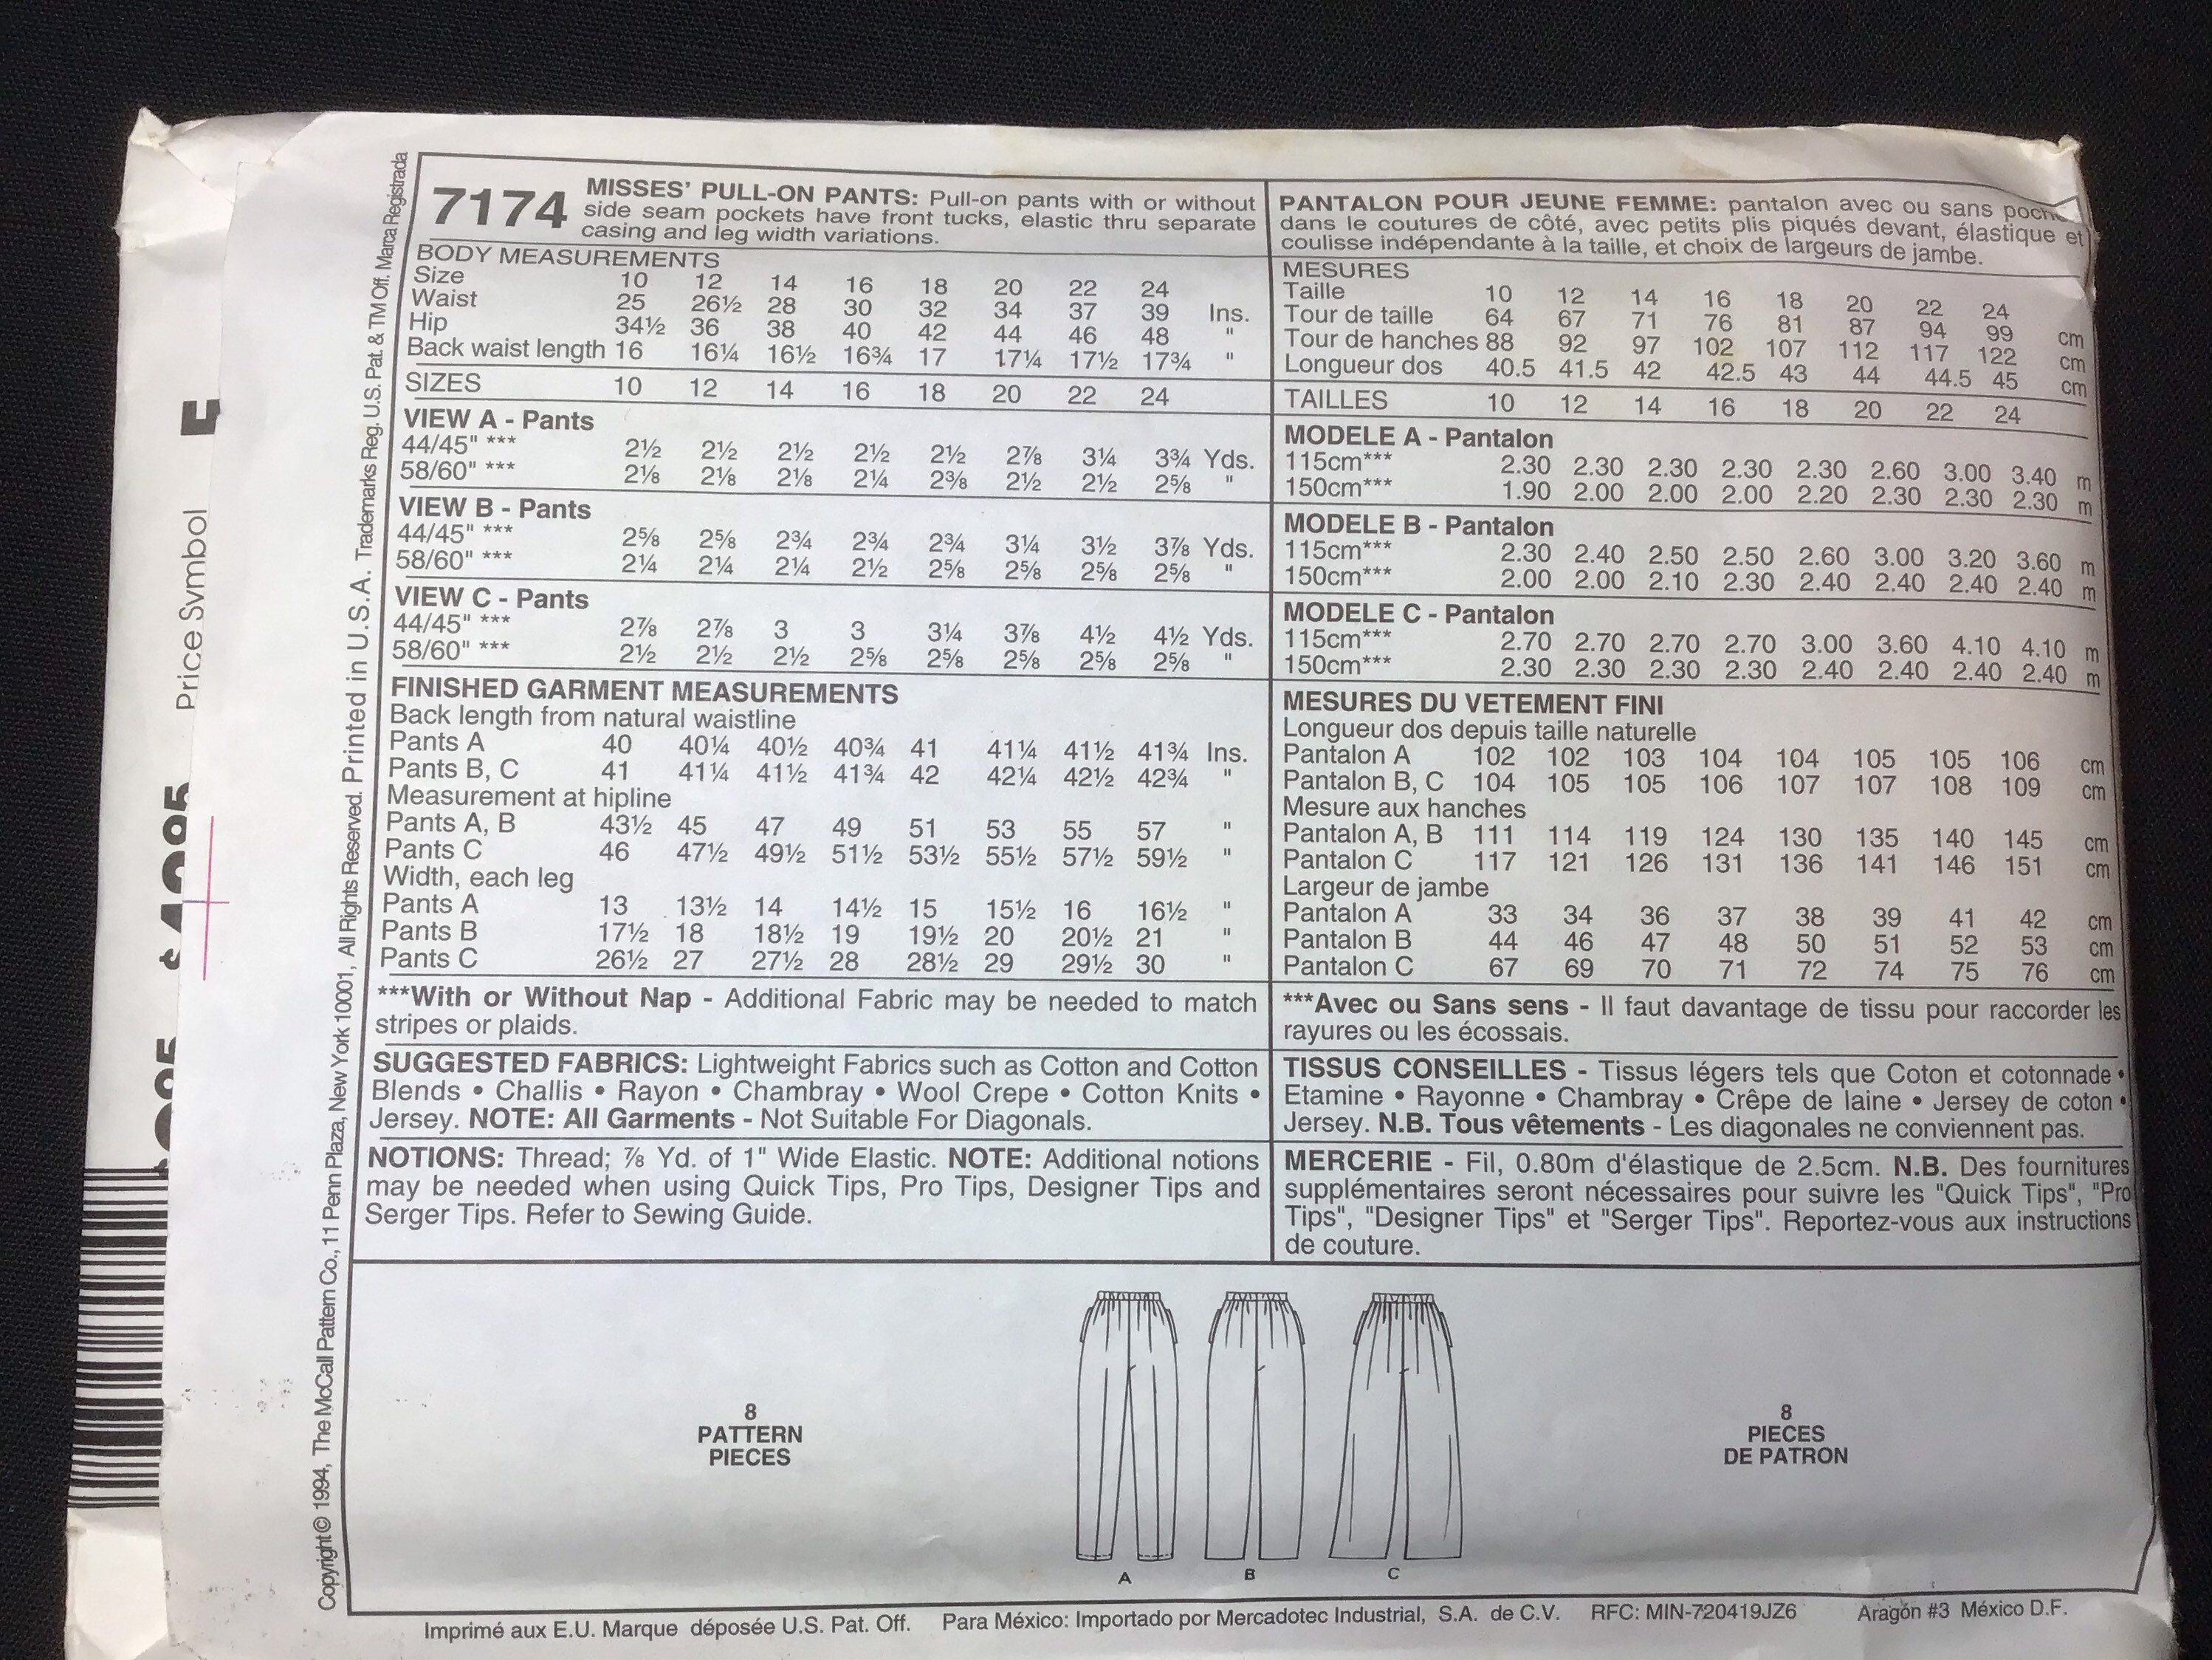 7174 MISSES' PULL-ON PANTS: Pull-on pants with or without
side seam pockets have front tucks, elastic thru separate
casing and leg width variations.
BODY MEASUREMENTS
Size 10 12 14 16 18 20 22 24
Waist 25 26½ 28 30 32 34 37 39 Ins.
Hip 34½ 36 38 40 42 44 46 48 "
Back waist length 16 16¼ 16½ 16¾ 17 17¼ 17½ 17¾ "
SIZES 10 12 14 16 18 20 22 24
VIEW A - Pants
44/45" *** 2½ 2½ 2½ 2½ 2½ 2⅞ 3¼ 3¾ Yds.
58/60" *** 2⅛ 2⅛ 2⅛ 2¼ 2⅜ 2½ 2½ 2⅝ "
VIEW B - Pants
44/45" *** 2⅝ 2⅝ 2¾ 2¾ 2¾ 3¼ 3½ 3⅞ Yds.
58/60" *** 2¼ 2¼ 2¼ 2½ 2⅝ 2⅝ 2⅝ 2⅝ "
VIEW C - Pants
44/45" *** 2⅞ 2⅞ 3 3 3¼ 3⅞ 4½ 4½ Yds.
58/60" *** 2½ 2½ 2½ 2⅝ 2⅝ 2⅝ 2⅝ 2⅝ "
FINISHED GARMENT MEASUREMENTS
Back length from natural waistline
Pants A 40 40¼ 40½ 40¾ 41 41¼ 41½ 41¾ Ins.
Pants B, C 41 41¼ 41½ 41¾ 42 42¼ 42½ 42¾ "
Measurement at hipline
Pants A, B 43½ 45 47 49 51 53 55 57 "
Pants C 46 47½ 49½ 51½ 53½ 55½ 57½ 59½ "
Width, each leg
Pants A 13 13½ 14 14½ 15 15½ 16 16½ "
Pants B 17½ 18 18½ 19 19½ 20 20½ 21 "
Pants C 26½ 27 27½ 28 28½ 29 29½ 30 "
***With or Without Nap - Additional Fabric may be needed to match
stripes or plaids.
SUGGESTED FABRICS: Lightweight Fabrics such as Cotton and Cotton
Blends • Challis • Rayon • Chambray • Wool Crepe • Cotton Knits •
Jersey. NOTE: All Garments - Not Suitable For Diagonals.
NOTIONS: Thread; ⅞ Yd. of 1" Wide Elastic. NOTE: Additional notions
may be needed when using Quick Tips, Pro Tips, Designer Tips and
Serger Tips. Refer to Sewing Guide.
PANTALON POUR JEUNE FEMME: pantalon avec ou sans
dans le coutures de côté, avec petits plis piqués devant, élastique et
coulisse indépendante à la taille, et choix de largeurs de jambe.
MESURES
Taille 10 12 14 16 18 20 22 24
Tour de taille 64 67 71 76 81 87 94 99 cm
Tour de hanches 88 92 97 102 107 112 117 122 cm
Longueur dos 40.5 41.5 42 42.5 43 44 44.5 45 cm
TAILLES 10 12 14 16 18 20 22 24
MODELE A - Pantalon
115cm*** 2.30 2.30 2.30 2.30 2.30 2.60 3.00 3.40 m
150cm*** 1.90 2.00 2.00 2.00 2.20 2.30 2.30 2.30 m
MODELE B - Pantalon
115cm*** 2.30 2.40 2.50 2.50 2.60 3.00 3.20 3.60 m
150cm*** 2.00 2.00 2.10 2.30 2.40 2.40 2.40 2.40 m
MODELE C - Pantalon
115cm*** 2.70 2.70 2.70 2.70 3.00 3.60 4.10 4.10 m
150cm*** 2.30 2.30 2.30 2.30 2.40 2.40 2.40 2.40 m
MESURES DU VETEMENT FINI
Longueur dos depuis taille naturelle
Pantalon A 102 102 103 104 104 105 105 106 cm
Pantalon B, C 104 105 105 106 107 107 108 109 cm
Mesure aux hanches
Pantalon A, B 111 114 119 124 130 135 140 145 cm
Pantalon C 117 121 126 131 136 141 146 151 cm
Largeur de jambe
Pantalon A 33 34 36 37 38 39 41 42 cm
Pantalon B 44 46 47 48 50 51 52 53 cm
Pantalon C 67 69 70 71 72 74 75 76 cm
***Avec ou Sans sens - Il faut davantage de tissu pour raccorder les
rayures ou les écossais.
TISSUS CONSEILLES - Tissus légers tels que Coton et cotonnade •
Etamine • Rayonne • Chambray • Crêpe de laine • Jersey de coton •
Jersey. N.B. Tous vêtements - Les diagonales ne conviennent pas.
MERCERIE - Fil, 0.80m d'élastique de 2.5cm. N.B. Des fournitures
supplémentaires seront nécessaires pour suivre les "Quick Tips", "Pro
Tips", "Designer Tips" et "Serger Tips". Reportez-vous aux instructions
de couture.
8
PATTERN
PIECES
A B C
8
PIECES
DE PATRON
Imprimé aux E.U. Marque déposée U.S. Pat. Off. Para México: Importado por Mercadotec Industrial, S.A. de C.V. RFC: MIN-720419JZ6 Aragón #3 México D.F.
Copyright© 1994, The McCall Pattern Co., 11 Penn Plaza, New York 10001, All Rights Reserved. Printed in U.S.A. Trademarks Reg. U.S. Pat. & TM Off. Marca Registrada
Price Symbol